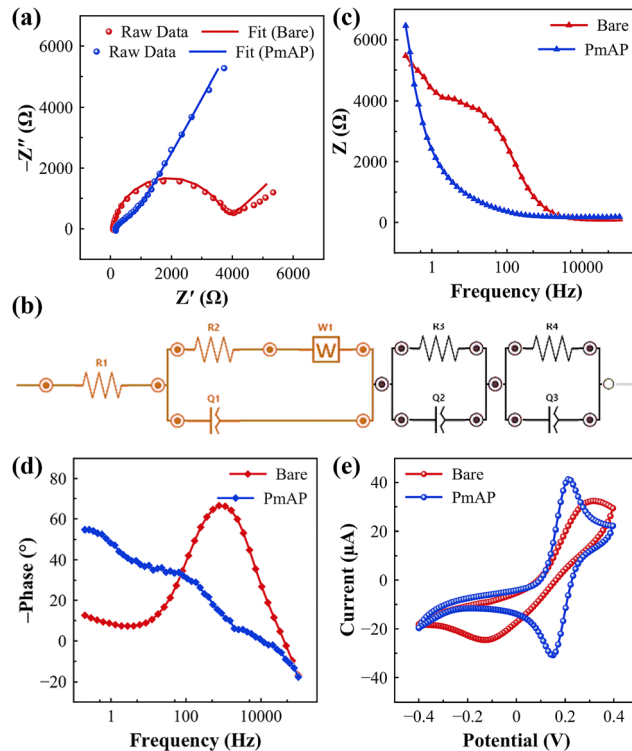 (a)
Raw Data Fit (Bare)
Raw Data Fit (PmAP)
6000
4000
2000
0
−Z″ (Ω)
0 2000 4000 6000
Z′ (Ω)
(c)
Bare
PmAP
6000
4000
2000
0
Z (Ω)
1 100 10000
Frequency (Hz)
(b)
R1
R2
W1
W
Q1
R3
Q2
R4
Q3
(d)
Bare
PmAP
80
60
40
20
0
−20
−Phase (°)
1 100 10000
Frequency (Hz)
(e)
Bare
PmAP
40
20
0
−20
−40
Current (μA)
−0.4 −0.2 0 0.2 0.4
Potential (V)